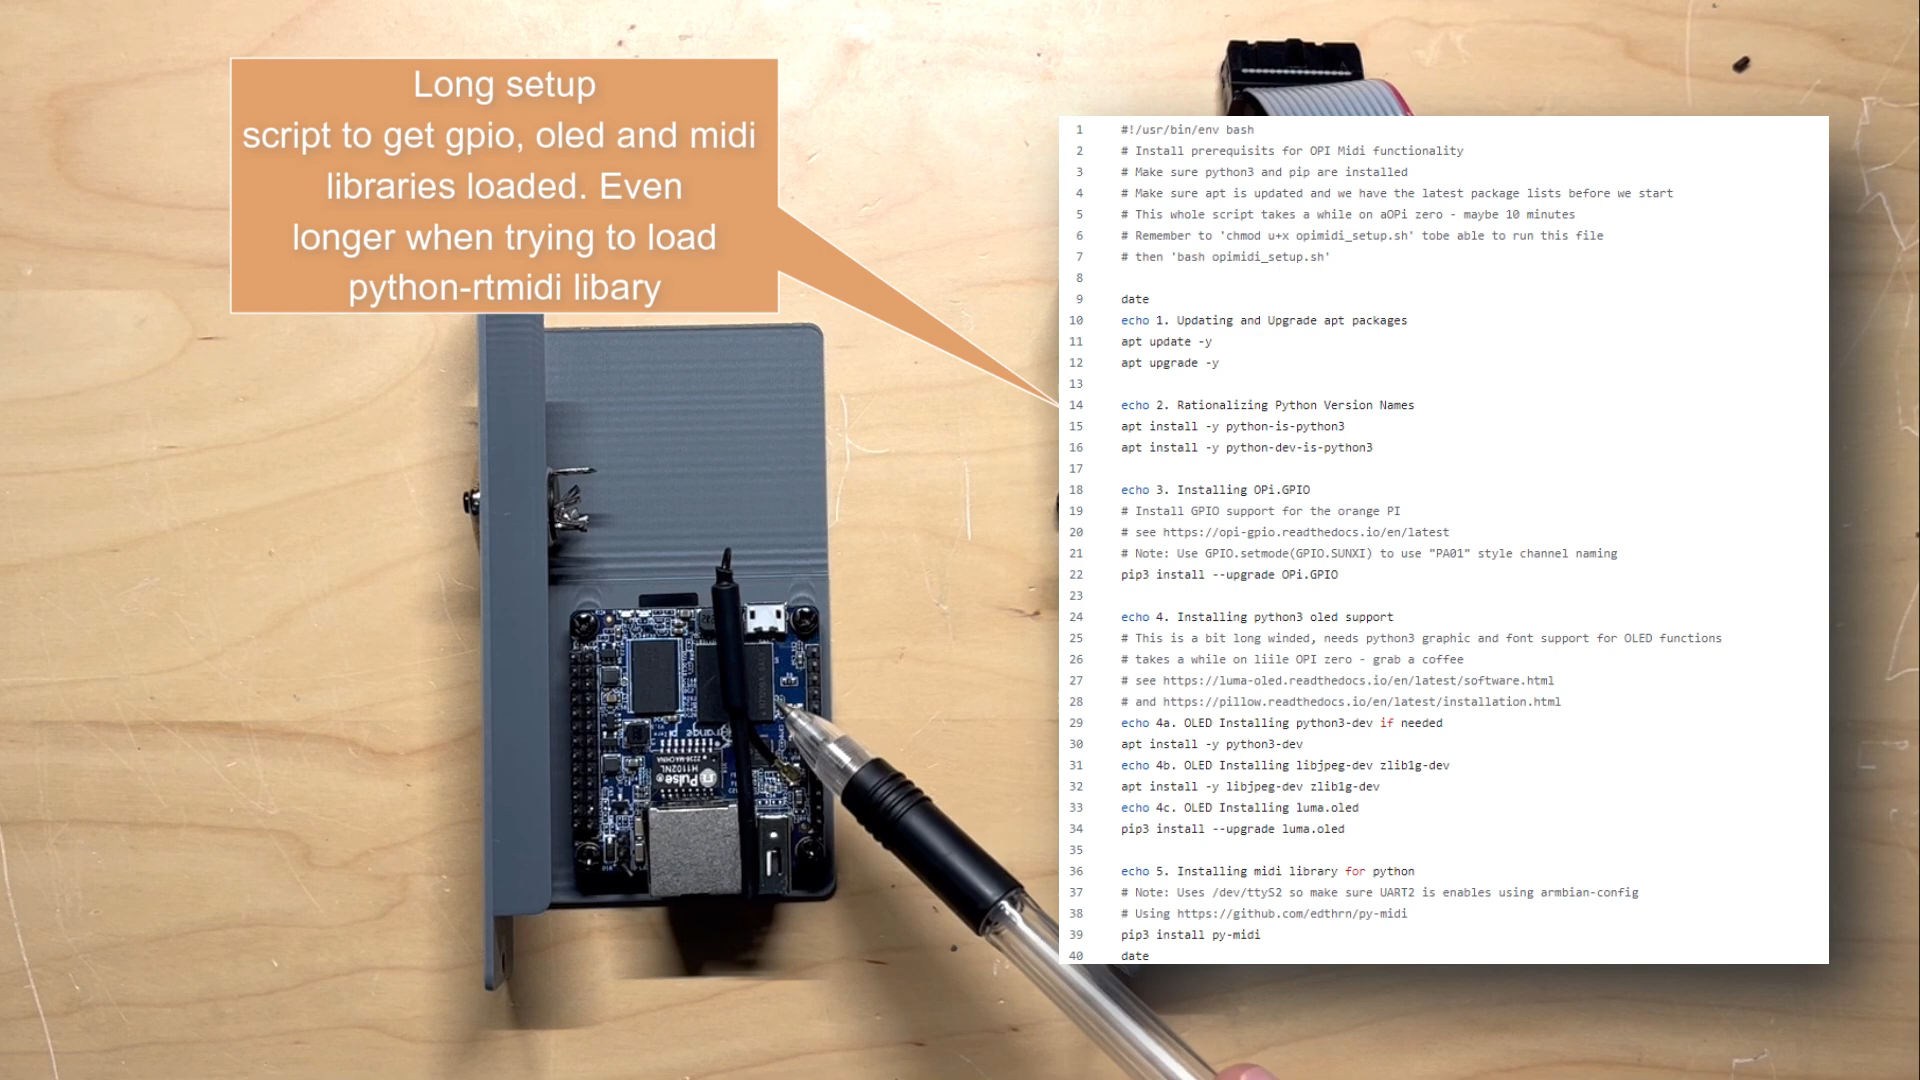 Long setup
script to get gpio, oled and midi
libraries loaded. Even
longer when trying to load
python-rtmidi libary
1 #!/usr/bin/env bash
2 # Install prerequisits for OPI Midi functionality
3 # Make sure python3 and pip are installed
4 # Make sure apt is updated and we have the latest package lists before we start
5 # This whole script takes a while on aOPi zero - maybe 10 minutes
6 # Remember to 'chmod u+x opimidi_setup.sh' tobe able to run this file
7 # then 'bash opimidi_setup.sh'
8
9 date
10 echo 1. Updating and Upgrade apt packages
11 apt update -y
12 apt upgrade -y
13
14 echo 2. Rationalizing Python Version Names
15 apt install -y python-is-python3
16 apt install -y python-dev-is-python3
17
18 echo 3. Installing OPi.GPIO
19 # Install GPIO support for the orange PI
20 # see https://opi-gpio.readthedocs.io/en/latest
21 # Note: Use GPIO.setmode(GPIO.SUNXI) to use "PA01" style channel naming
22 pip3 install --upgrade OPi.GPIO
23
24 echo 4. Installing python3 oled support
25 # This is a bit long winded, needs python3 graphic and font support for OLED functions
26 # takes a while on liile OPI zero - grab a coffee
27 # see https://luma-oled.readthedocs.io/en/latest/software.html
28 # and https://pillow.readthedocs.io/en/latest/installation.html
29 echo 4a. OLED Installing python3-dev if needed
30 apt install -y python3-dev
31 echo 4b. OLED Installing libjpeg-dev zlib1g-dev
32 apt install -y libjpeg-dev zlib1g-dev
33 echo 4c. OLED Installing luma.oled
34 pip3 install --upgrade luma.oled
35
36 echo 5. Installing midi library for python
37 # Note: Uses /dev/ttyS2 so make sure UART2 is enables using armbian-config
38 # Using https://github.com/edthrn/py-midi
39 pip3 install py-midi
40 date
Pulse
H1102NL